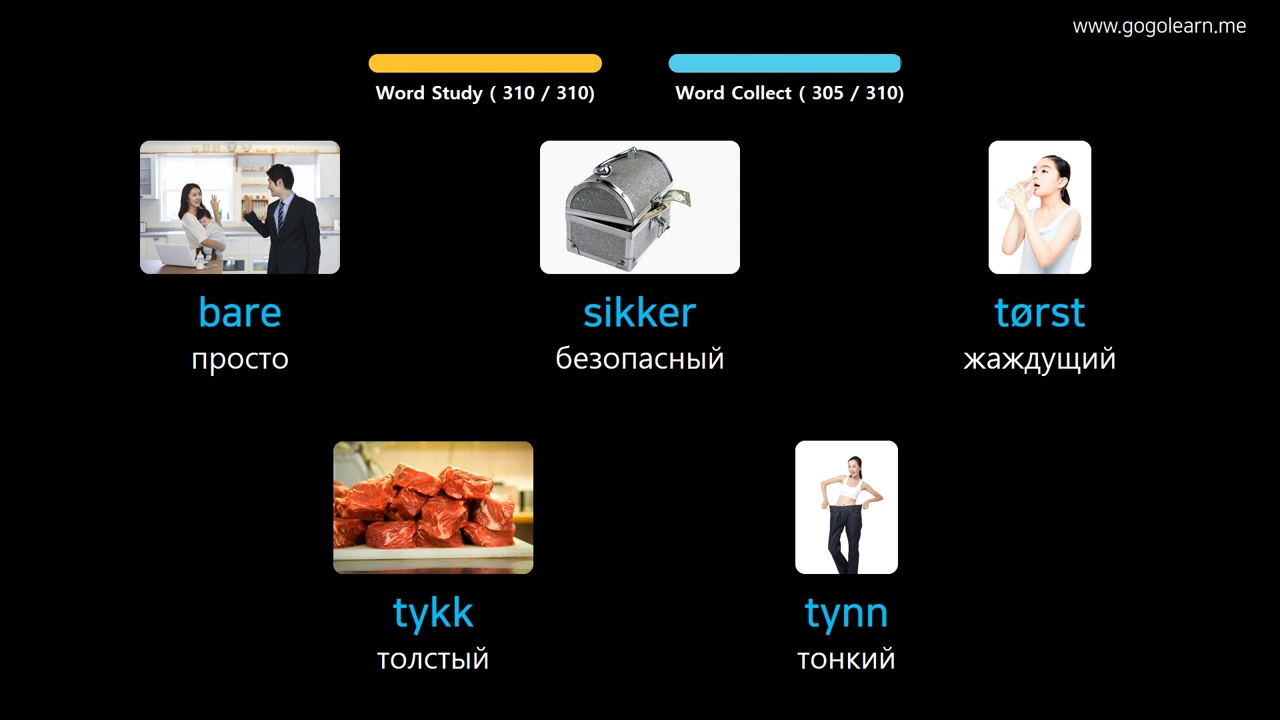 www.gogolearn.me
Word Study ( 310 / 310)
Word Collect ( 305 / 310)
bare
просто
sikker
безопасный
tørst
жаждущий
tykk
толстый
tynn
тонкий